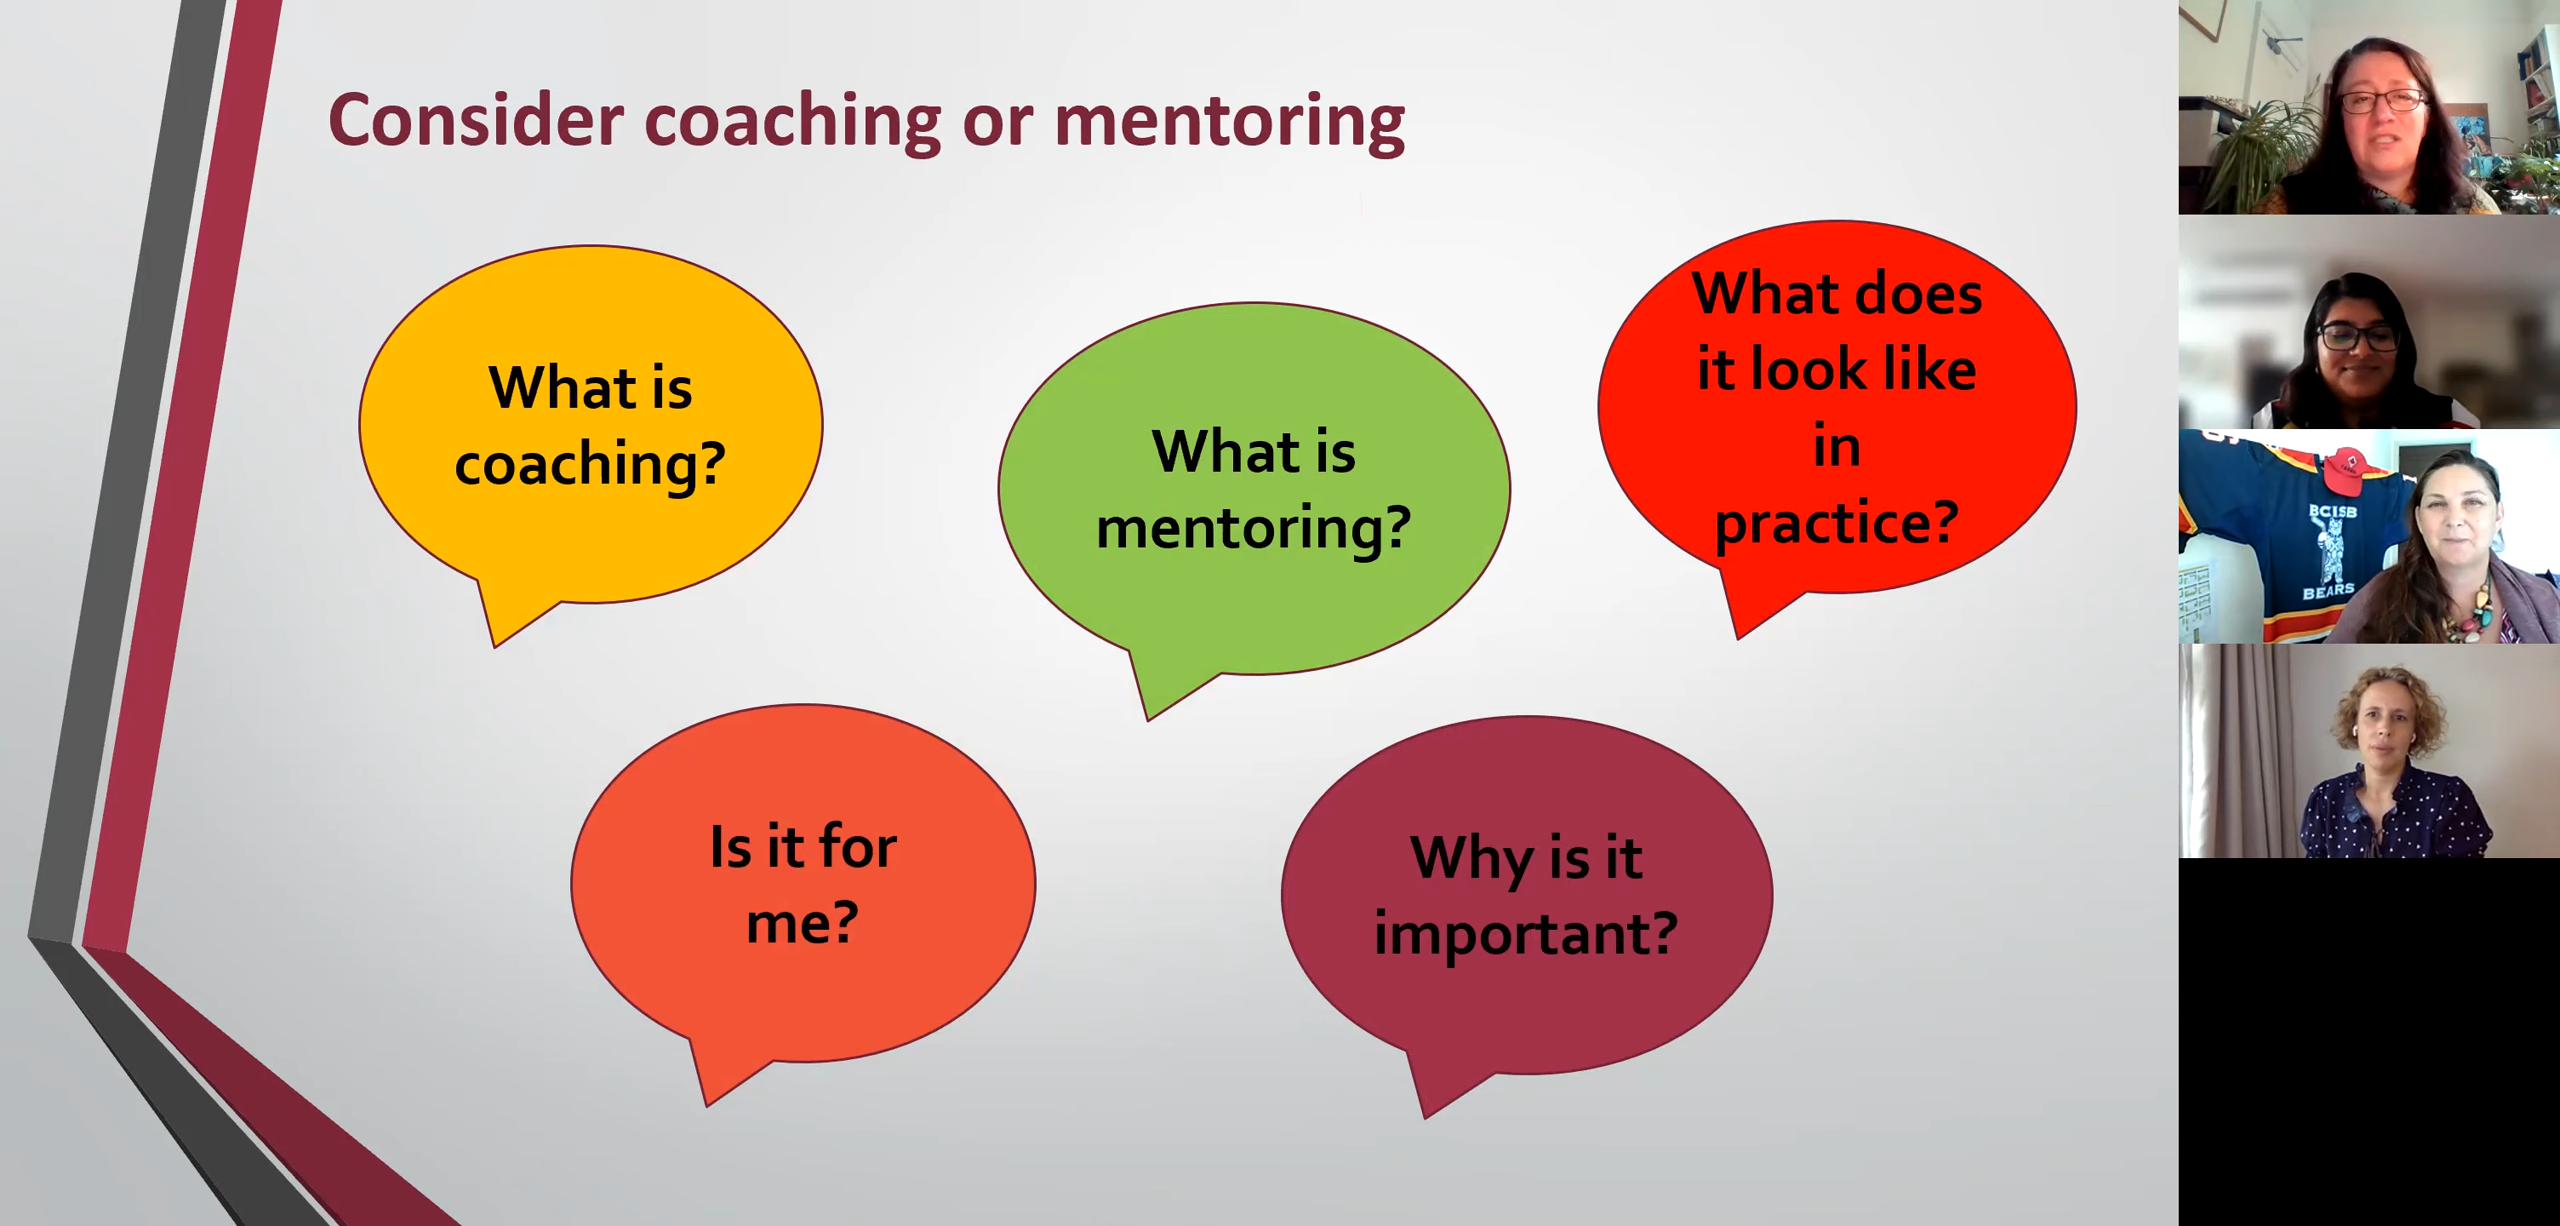 Consider coaching or mentoring
What is
coaching?
What is
mentoring?
What does
it look like
in
practice?
Is it for
me?
Why is it
important?
BCISB
BEARS